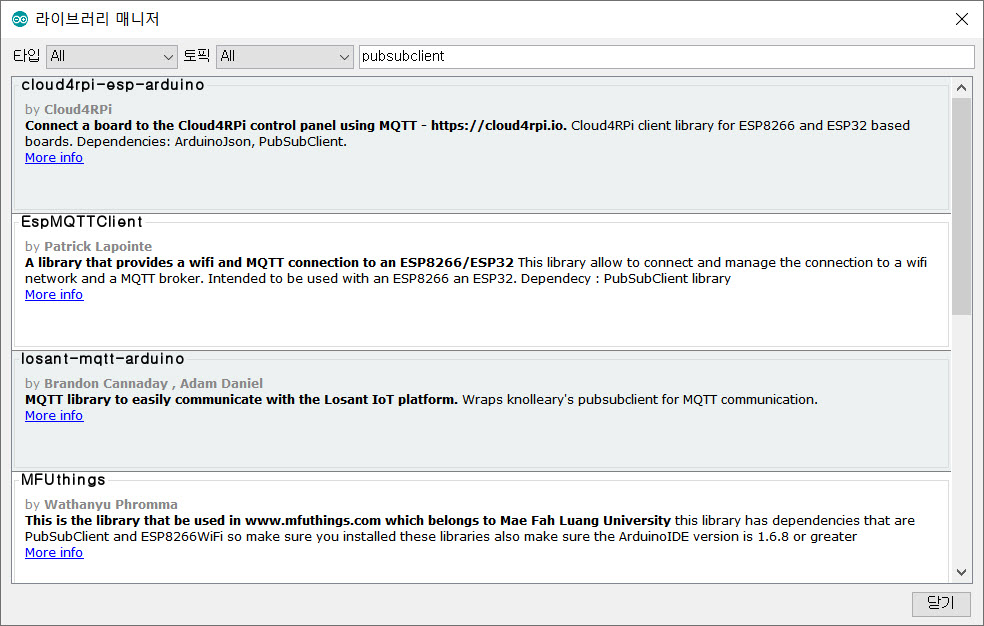 라이브러리 매니저
타입 All 토픽 All pubsubclient
cloud4rpi-esp-arduino
by Cloud4RPi
Connect a board to the Cloud4RPi control panel using MQTT - https://cloud4rpi.io. Cloud4RPi client library for ESP8266 and ESP32 based
boards. Dependencies: ArduinoJson, PubSubClient.
More info
EspMQTTClient
by Patrick Lapointe
A library that provides a wifi and MQTT connection to an ESP8266/ESP32 This library allow to connect and manage the connection to a wifi
network and a MQTT broker. Intended to be used with an ESP8266 an ESP32. Dependecy : PubSubClient library
More info
losant-mqtt-arduino
by Brandon Cannaday , Adam Daniel
MQTT library to easily communicate with the Losant IoT platform. Wraps knolleary's pubsubclient for MQTT communication.
More info
MFUthings
by Wathanyu Phromma
This is the library that be used in www.mfuthings.com which belongs to Mae Fah Luang University this library has dependencies that are
PubSubClient and ESP8266WiFi so make sure you installed these libraries also make sure the ArduinoIDE version is 1.6.8 or greater
More info
닫기